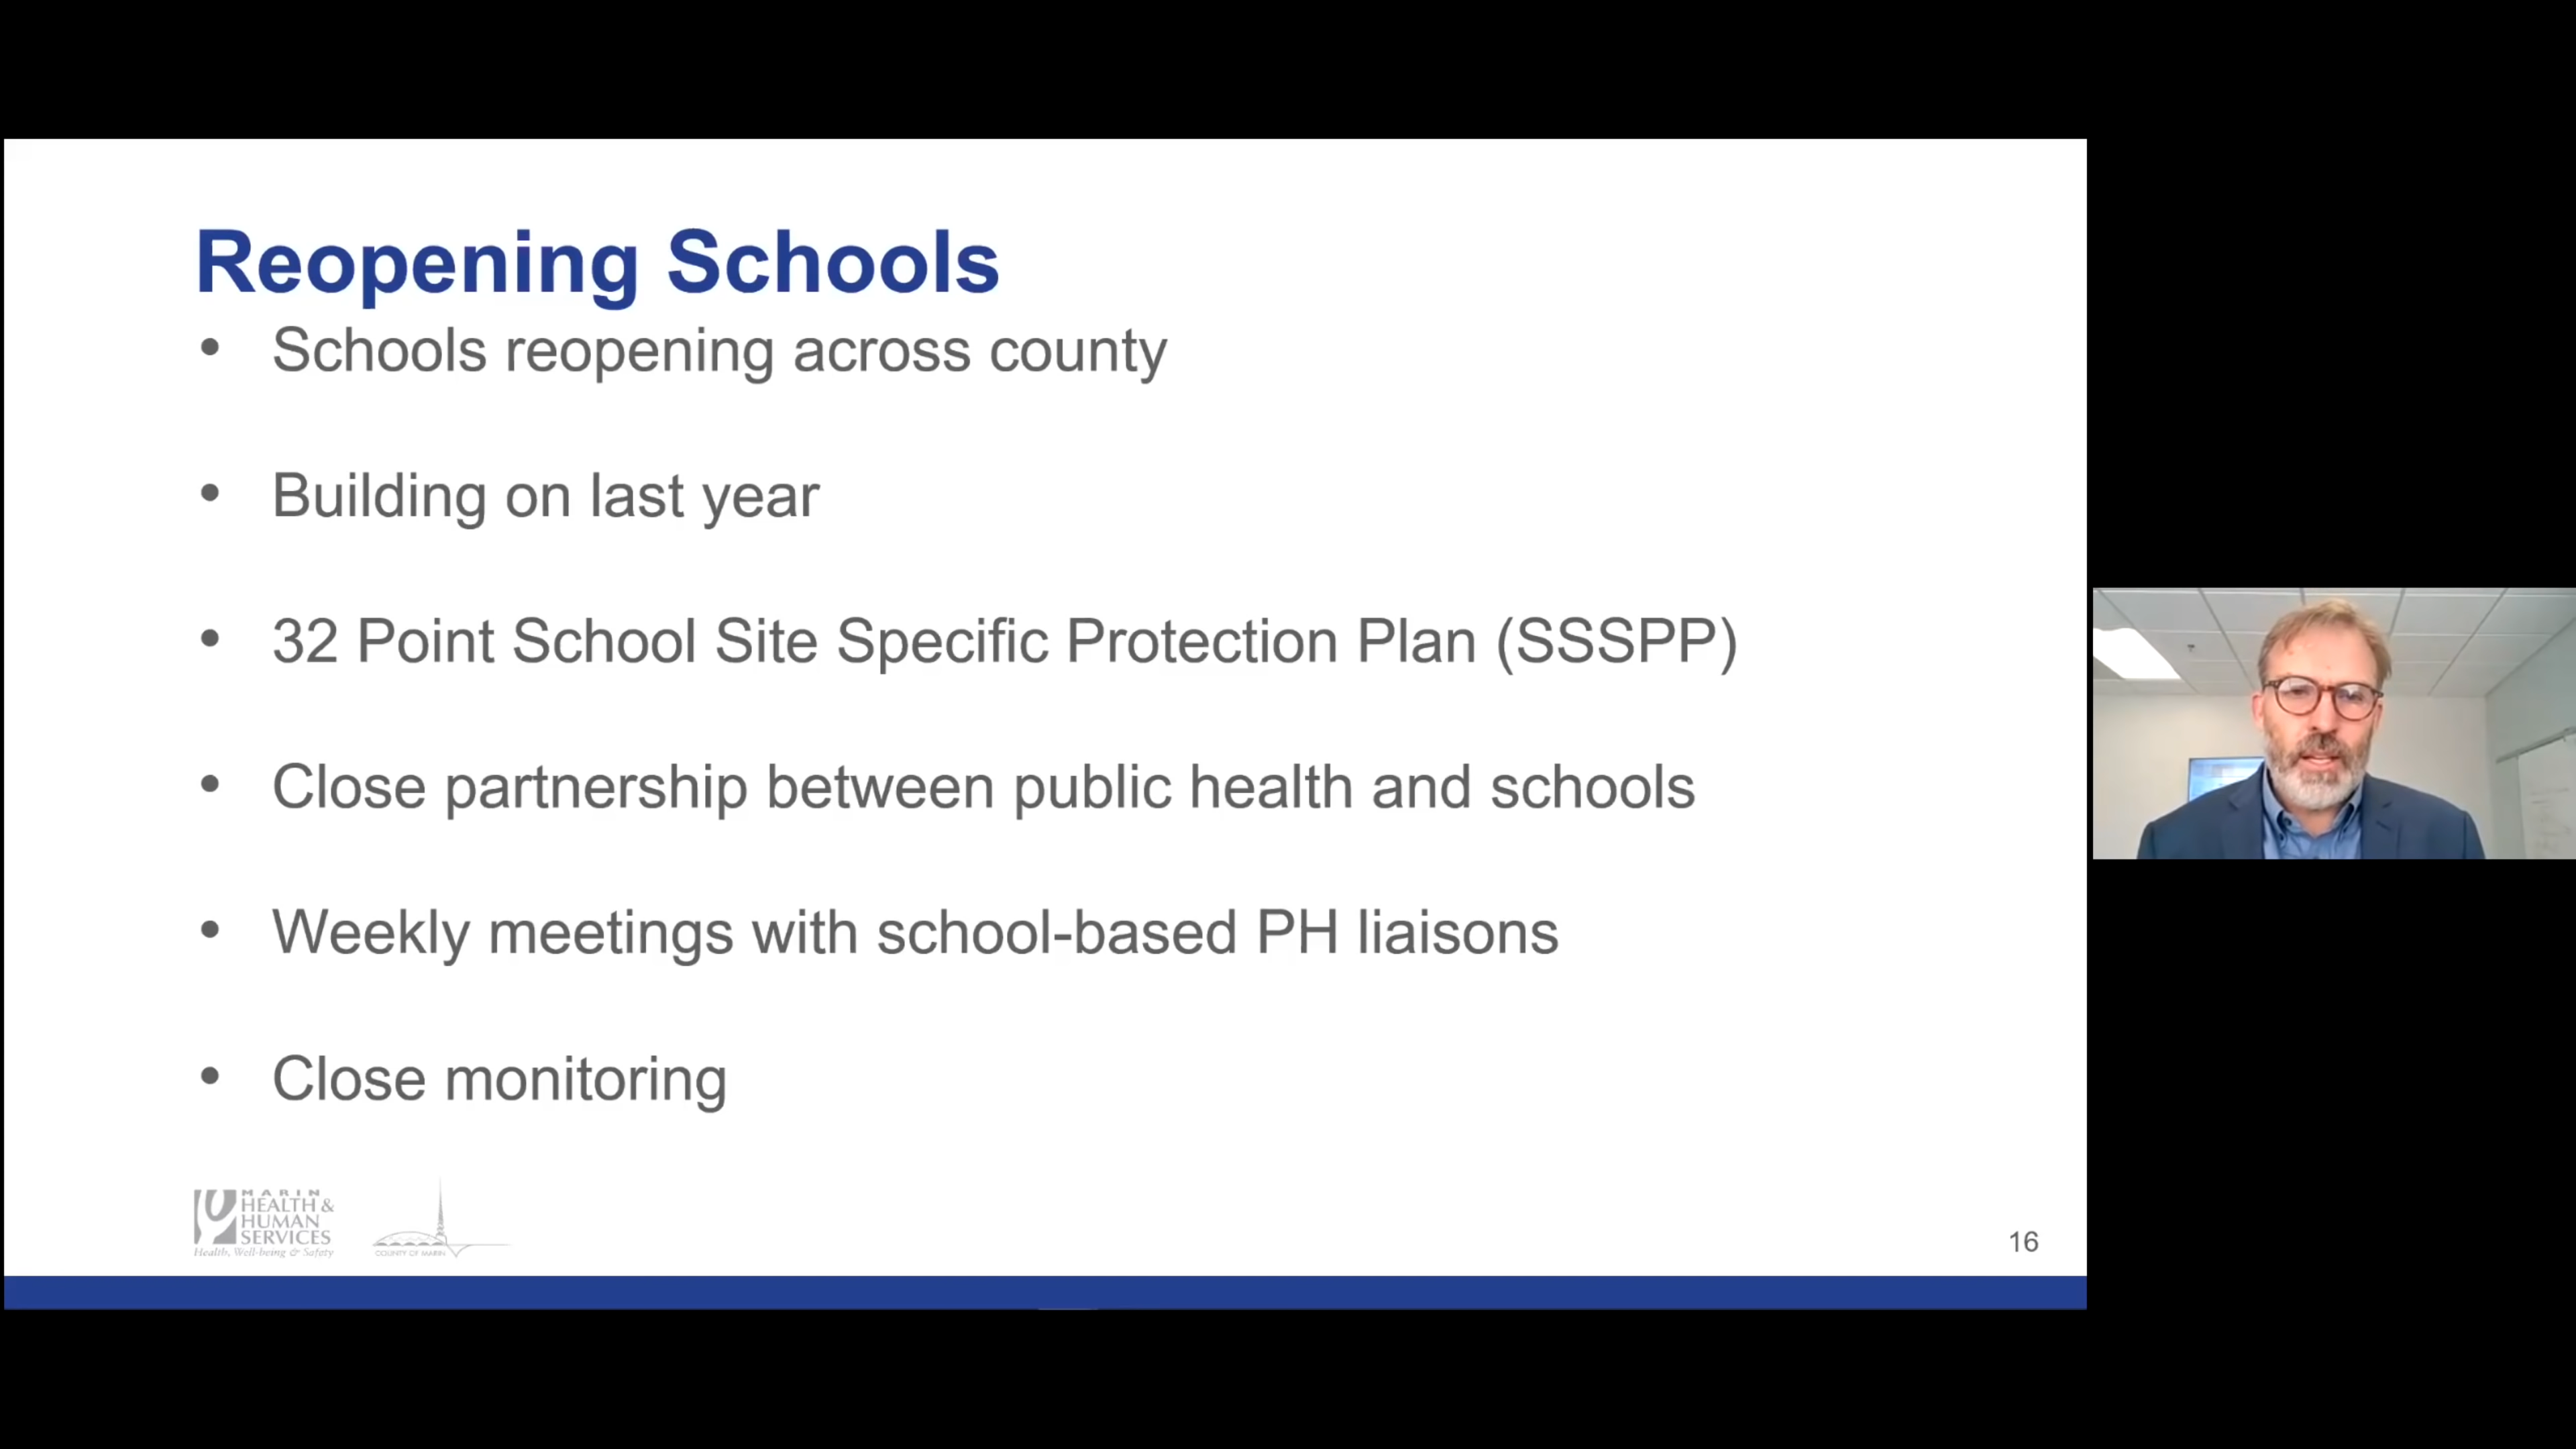 Reopening Schools
• Schools reopening across county
• Building on last year
• 32 Point School Site Specific Protection Plan (SSSPP)
• Close partnership between public health and schools
• Weekly meetings with school-based PH liaisons
• Close monitoring
MARIN
HEALTH &
HUMAN
SERVICES
Health, Well-being & Safety
COUNTY OF MARIN
16